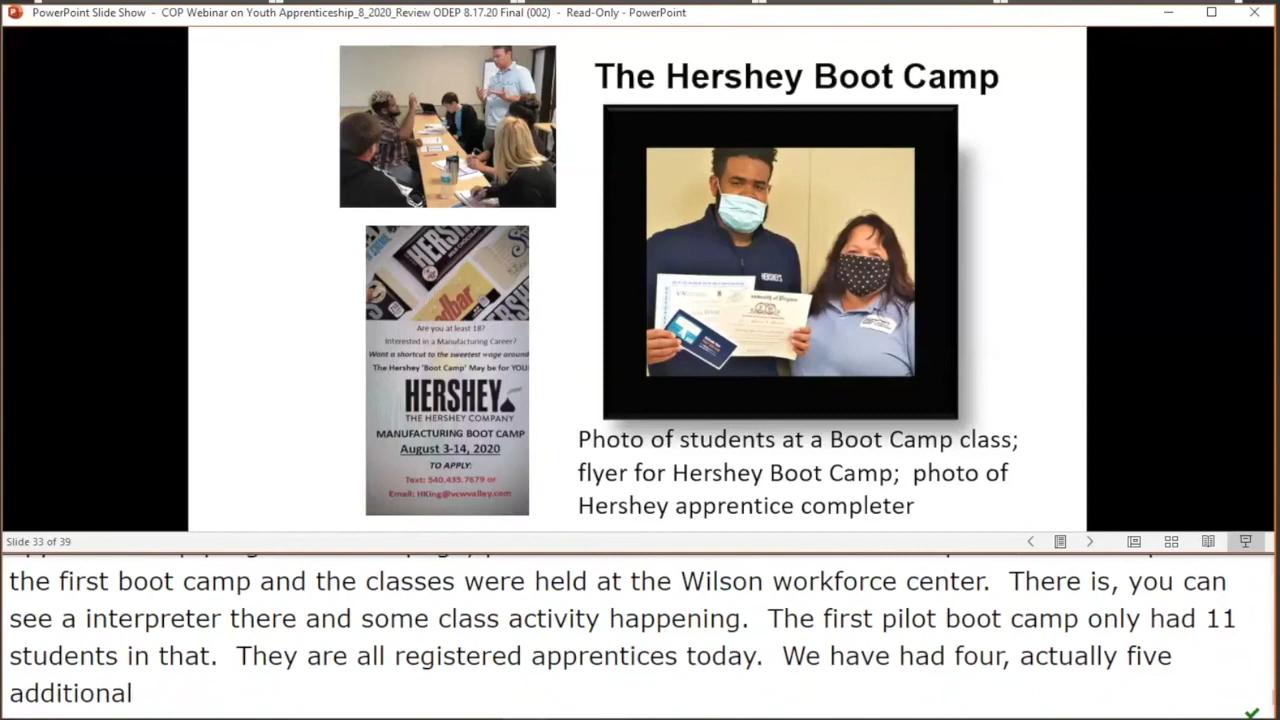 PowerPoint Slide Show - COP Webinar on Youth Apprenticeship_8_2020_Review ODEP 8.17.20 Final (002) - Read-Only - PowerPoint
The Hershey Boot Camp
HERSHEY
Are you at least 18?
Interested in a Manufacturing Career?
Want a shortcut to the sweetest wage around
The Hershey 'Boot Camp' May be for YOU
HERSHEY
THE HERSHEY COMPANY
MANUFACTURING BOOT CAMP
August 3-14, 2020
TO APPLY:
Text: 540.435.7679 or
Email: HKing@vcwvalley.com
HERSHEY'S
Photo of students at a Boot Camp class;
flyer for Hershey Boot Camp; photo of
Hershey apprentice completer
Slide 33 of 39
the first boot camp and the classes were held at the Wilson workforce center. There is, you can
see a interpreter there and some class activity happening. The first pilot boot camp only had 11
students in that. They are all registered apprentices today. We have had four, actually five
additional